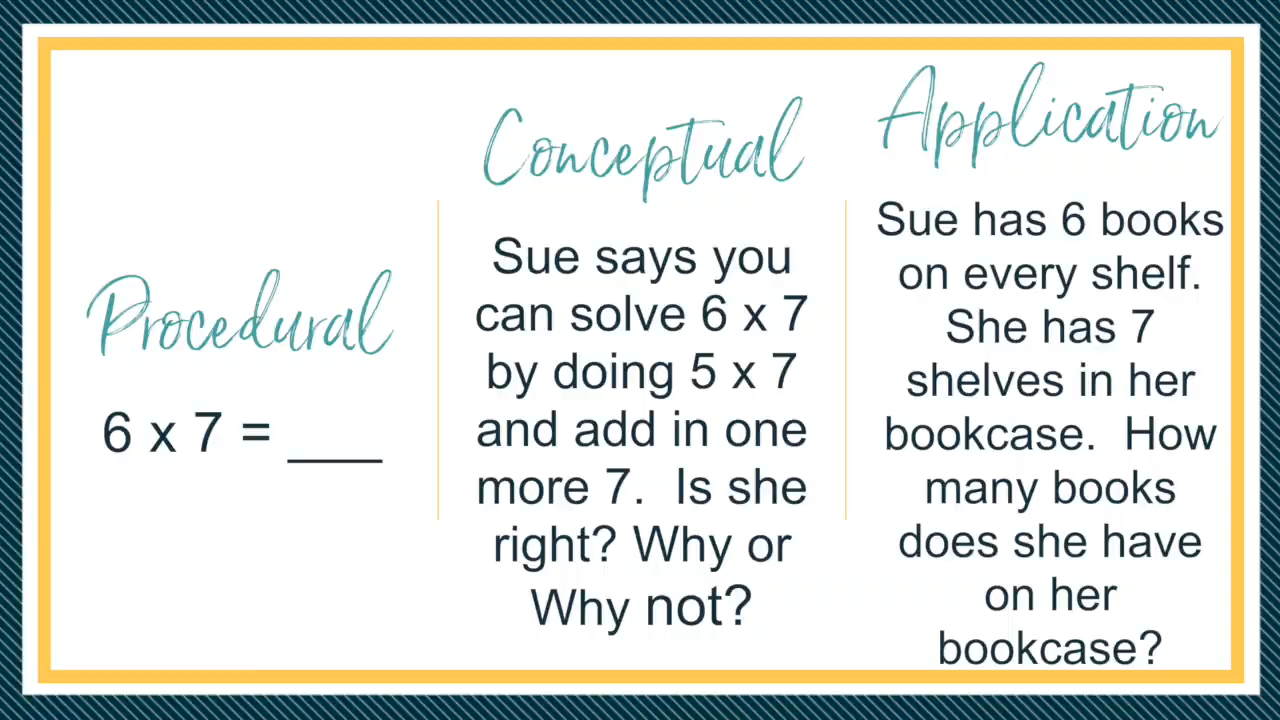 Procedural
6 x 7 = ___
Conceptual
Sue says you
can solve 6 x 7
by doing 5 x 7
and add in one
more 7.  Is she
right? Why or
Why not?
Application
Sue has 6 books
on every shelf.
She has 7
shelves in her
bookcase.  How
many books
does she have
on her
bookcase?